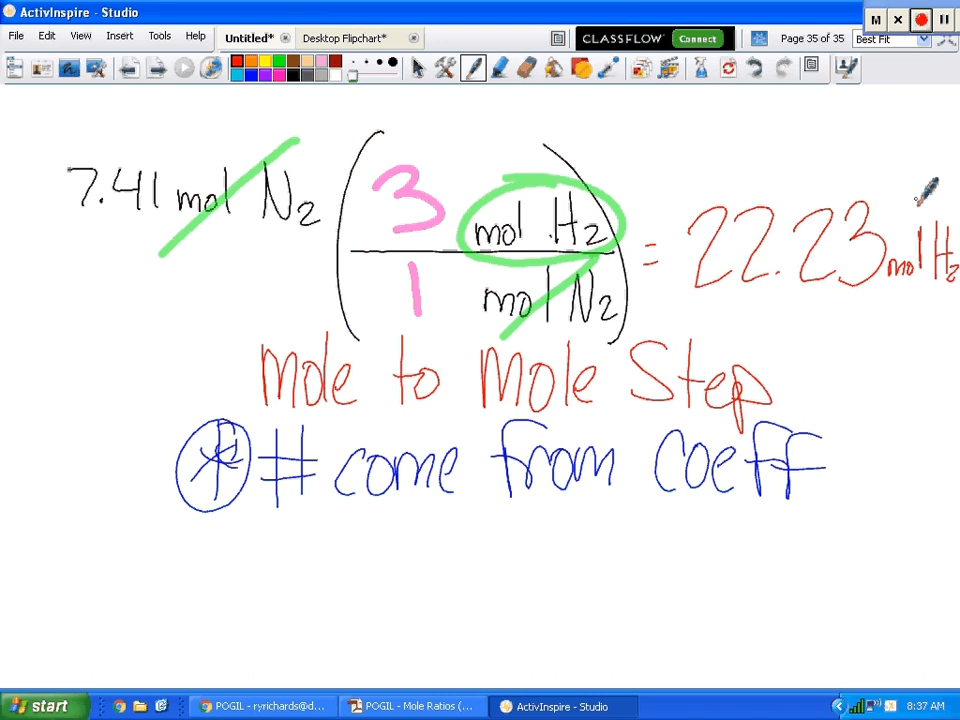 ActivInspire - Studio
M
File Edit View Insert Tools Help
Untitled* Desktop Flipchart*
CLASSFLOW Connect
Page 35 of 35 Best Fit
7.41 mol N2 ( 3 mol H2 / 1 mol N2 ) = 22.23 mol H2
Mole to Mole Step
* # come from coeff
start
POGIL - ryrichards@d...
POGIL - Mole Ratios (...
ActivInspire - Studio
8:37 AM